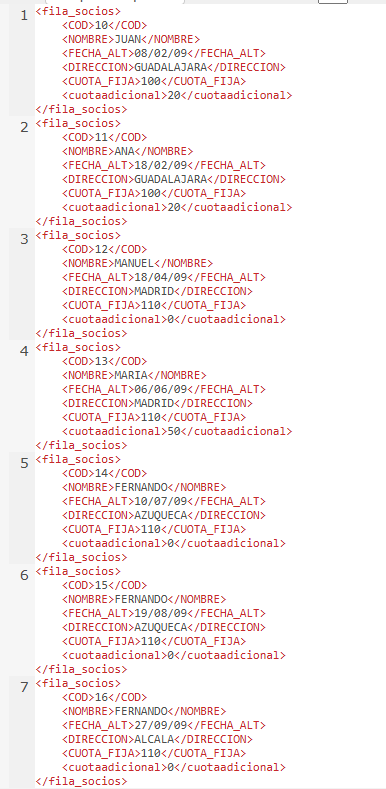 1 <fila_socios>
<COD>10</COD>
<NOMBRE>JUAN</NOMBRE>
<FECHA_ALT>08/02/09</FECHA_ALT>
<DIRECCION>GUADALAJARA</DIRECCION>
<CUOTA_FIJA>100</CUOTA_FIJA>
<cuotaadicional>20</cuotaadicional>
</fila_socios>
2 <fila_socios>
<COD>11</COD>
<NOMBRE>ANA</NOMBRE>
<FECHA_ALT>18/02/09</FECHA_ALT>
<DIRECCION>GUADALAJARA</DIRECCION>
<CUOTA_FIJA>100</CUOTA_FIJA>
<cuotaadicional>20</cuotaadicional>
</fila_socios>
3 <fila_socios>
<COD>12</COD>
<NOMBRE>MANUEL</NOMBRE>
<FECHA_ALT>18/04/09</FECHA_ALT>
<DIRECCION>MADRID</DIRECCION>
<CUOTA_FIJA>110</CUOTA_FIJA>
<cuotaadicional>0</cuotaadicional>
</fila_socios>
4 <fila_socios>
<COD>13</COD>
<NOMBRE>MARIA</NOMBRE>
<FECHA_ALT>06/06/09</FECHA_ALT>
<DIRECCION>MADRID</DIRECCION>
<CUOTA_FIJA>110</CUOTA_FIJA>
<cuotaadicional>50</cuotaadicional>
</fila_socios>
5 <fila_socios>
<COD>14</COD>
<NOMBRE>FERNANDO</NOMBRE>
<FECHA_ALT>10/07/09</FECHA_ALT>
<DIRECCION>AZUQUECA</DIRECCION>
<CUOTA_FIJA>110</CUOTA_FIJA>
<cuotaadicional>0</cuotaadicional>
</fila_socios>
6 <fila_socios>
<COD>15</COD>
<NOMBRE>FERNANDO</NOMBRE>
<FECHA_ALT>19/08/09</FECHA_ALT>
<DIRECCION>AZUQUECA</DIRECCION>
<CUOTA_FIJA>110</CUOTA_FIJA>
<cuotaadicional>0</cuotaadicional>
</fila_socios>
7 <fila_socios>
<COD>16</COD>
<NOMBRE>FERNANDO</NOMBRE>
<FECHA_ALT>27/09/09</FECHA_ALT>
<DIRECCION>ALCALA</DIRECCION>
<CUOTA_FIJA>110</CUOTA_FIJA>
<cuotaadicional>0</cuotaadicional>
</fila_socios>